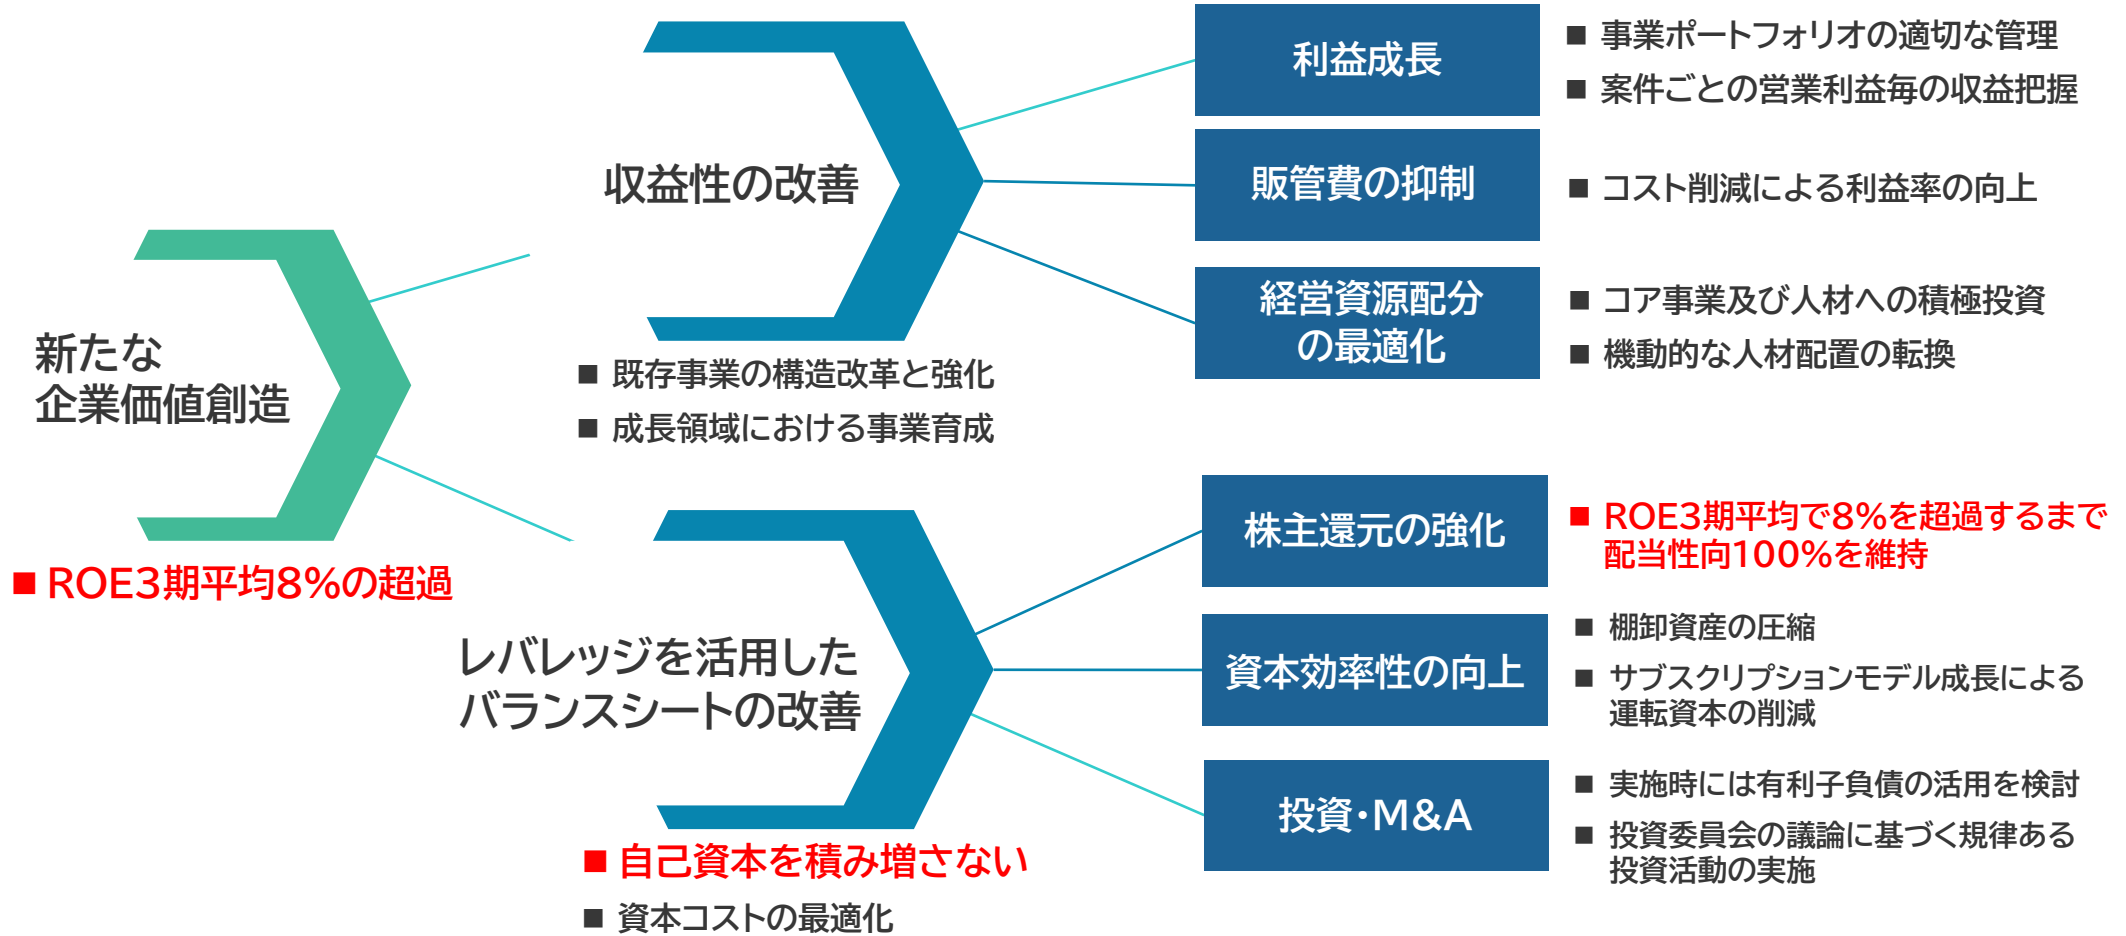 新たな
企業価値創造
■ ROE3期平均8%の超過
収益性の改善
■ 既存事業の構造改革と強化
■ 成長領域における事業育成
利益成長
■ 事業ポートフォリオの適切な管理
■ 案件ごとの営業利益毎の収益把握
販管費の抑制
■ コスト削減による利益率の向上
経営資源配分
の最適化
■ コア事業及び人材への積極投資
■ 機動的な人材配置の転換
レバレッジを活用した
バランスシートの改善
■ 自己資本を積み増さない
■ 資本コストの最適化
株主還元の強化
■ ROE3期平均で8%を超過するまで
配当性向100%を維持
資本効率性の向上
■ 棚卸資産の圧縮
■ サブスクリプションモデル成長による
運転資本の削減
投資・M&A
■ 実施時には有利子負債の活用を検討
■ 投資委員会の議論に基づく規律ある
投資活動の実施